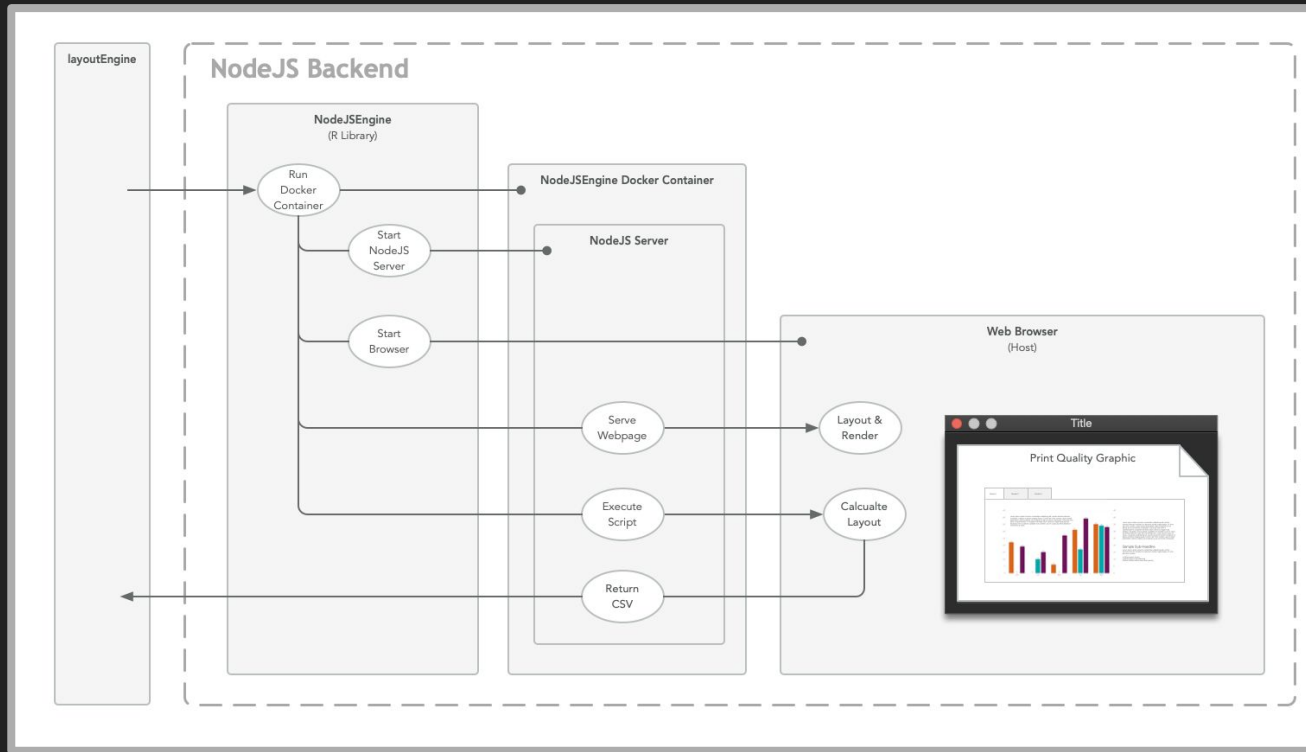 layoutEngine
NodeJS Backend
NodeJSEngine
(R Library)
Run
Docker
Container
NodeJSEngine Docker Container
Start
NodeJS
Server
NodeJS Server
Start
Browser
Web Browser
(Host)
Serve
Webpage
Layout &
Render
Title
Print Quality Graphic
Execute
Script
Calcualte
Layout
Return
CSV